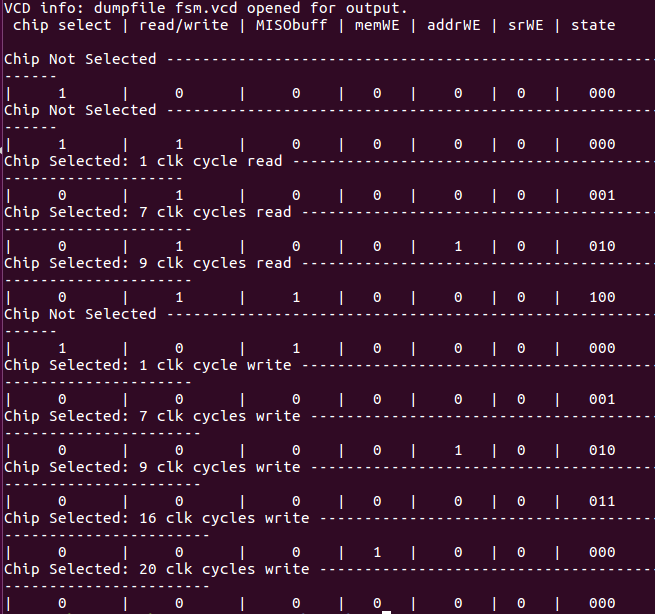 VCD info: dumpfile fsm.vcd opened for output.
 chip select | read/write | MISObuff | memWE | addrWE | srWE | state

Chip Not Selected -------------------------------------------------------
------
|     1      |     0      |     0    |   0   |    0   |  0   |   000
Chip Not Selected -------------------------------------------------------
------
|     1      |     1      |     0    |   0   |    0   |  0   |   000
Chip Selected: 1 clk cycle read -----------------------------------------
--------------------
|     0      |     1      |     0    |   0   |    0   |  0   |   001
Chip Selected: 7 clk cycles read ----------------------------------------
---------------------
|     0      |     1      |     0    |   0   |    1   |  0   |   010
Chip Selected: 9 clk cycles read ----------------------------------------
---------------------
|     0      |     1      |     1    |   0   |    0   |  0   |   100
Chip Not Selected -------------------------------------------------------
------
|     1      |     0      |     1    |   0   |    0   |  0   |   000
Chip Selected: 1 clk cycle write ----------------------------------------
---------------------
|     0      |     0      |     0    |   0   |    0   |  0   |   001
Chip Selected: 7 clk cycles write ---------------------------------------
----------------------
|     0      |     0      |     0    |   0   |    1   |  0   |   010
Chip Selected: 9 clk cycles write ---------------------------------------
----------------------
|     0      |     0      |     0    |   0   |    0   |  0   |   011
Chip Selected: 16 clk cycles write --------------------------------------
-----------------------
|     0      |     0      |     0    |   1   |    0   |  0   |   000
Chip Selected: 20 clk cycles write --------------------------------------
-----------------------
|     0      |     0      |     0    |   0   |    0   |  0   |   000